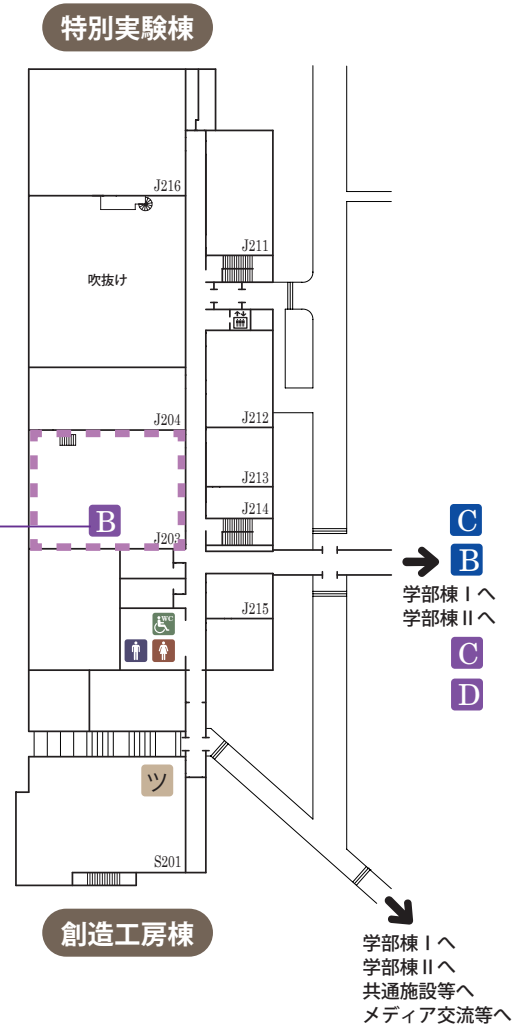 特別実験棟
J216
吹抜け
J211
J204
J212
J213
B
J203
J214
C
B
学部棟Ⅰへ
学部棟Ⅱへ
WC
J215
C
D
ツ
S201
創造工房棟
学部棟Ⅰへ
学部棟Ⅱへ
共通施設等へ
メディア交流等へ